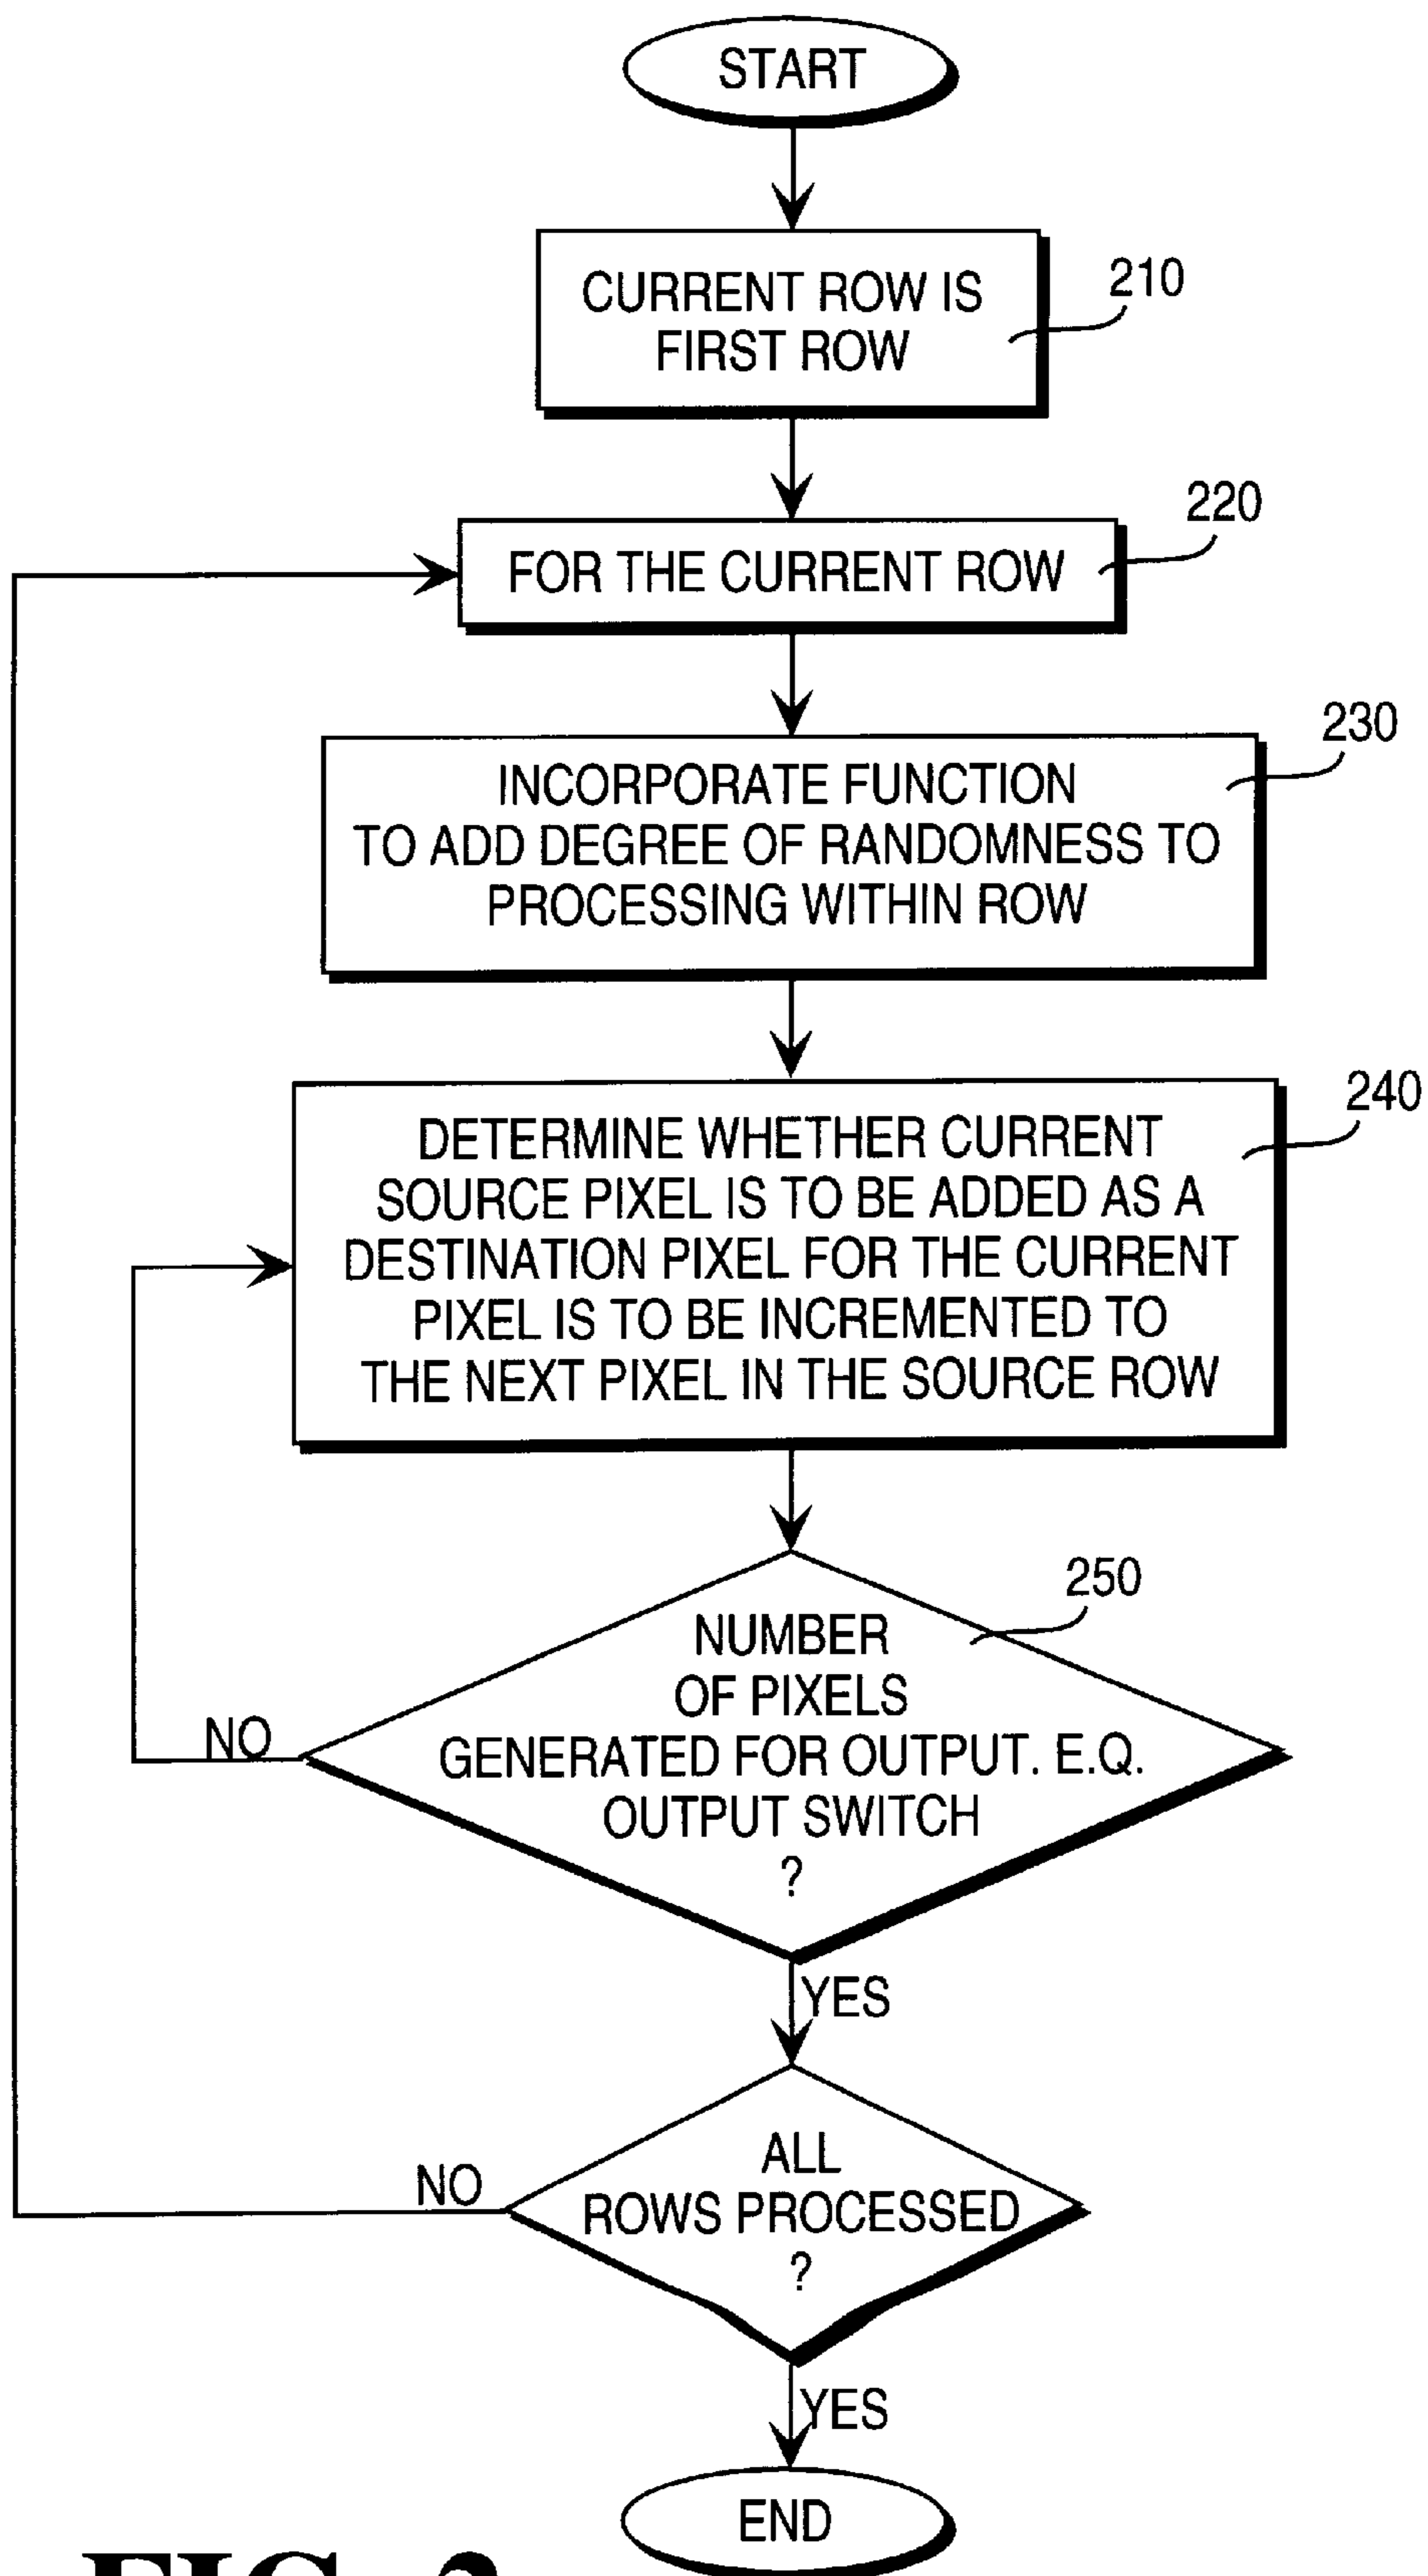 START
CURRENT ROW IS
FIRST ROW
210
FOR THE CURRENT ROW
220
INCORPORATE FUNCTION
TO ADD DEGREE OF RANDOMNESS TO
PROCESSING WITHIN ROW
230
DETERMINE WHETHER CURRENT
SOURCE PIXEL IS TO BE ADDED AS A
DESTINATION PIXEL FOR THE CURRENT
PIXEL IS TO BE INCREMENTED TO
THE NEXT PIXEL IN THE SOURCE ROW
240
NUMBER
OF PIXELS
GENERATED FOR OUTPUT. E.Q.
OUTPUT SWITCH
?
250
NO
YES
ALL
ROWS PROCESSED
?
NO
YES
END